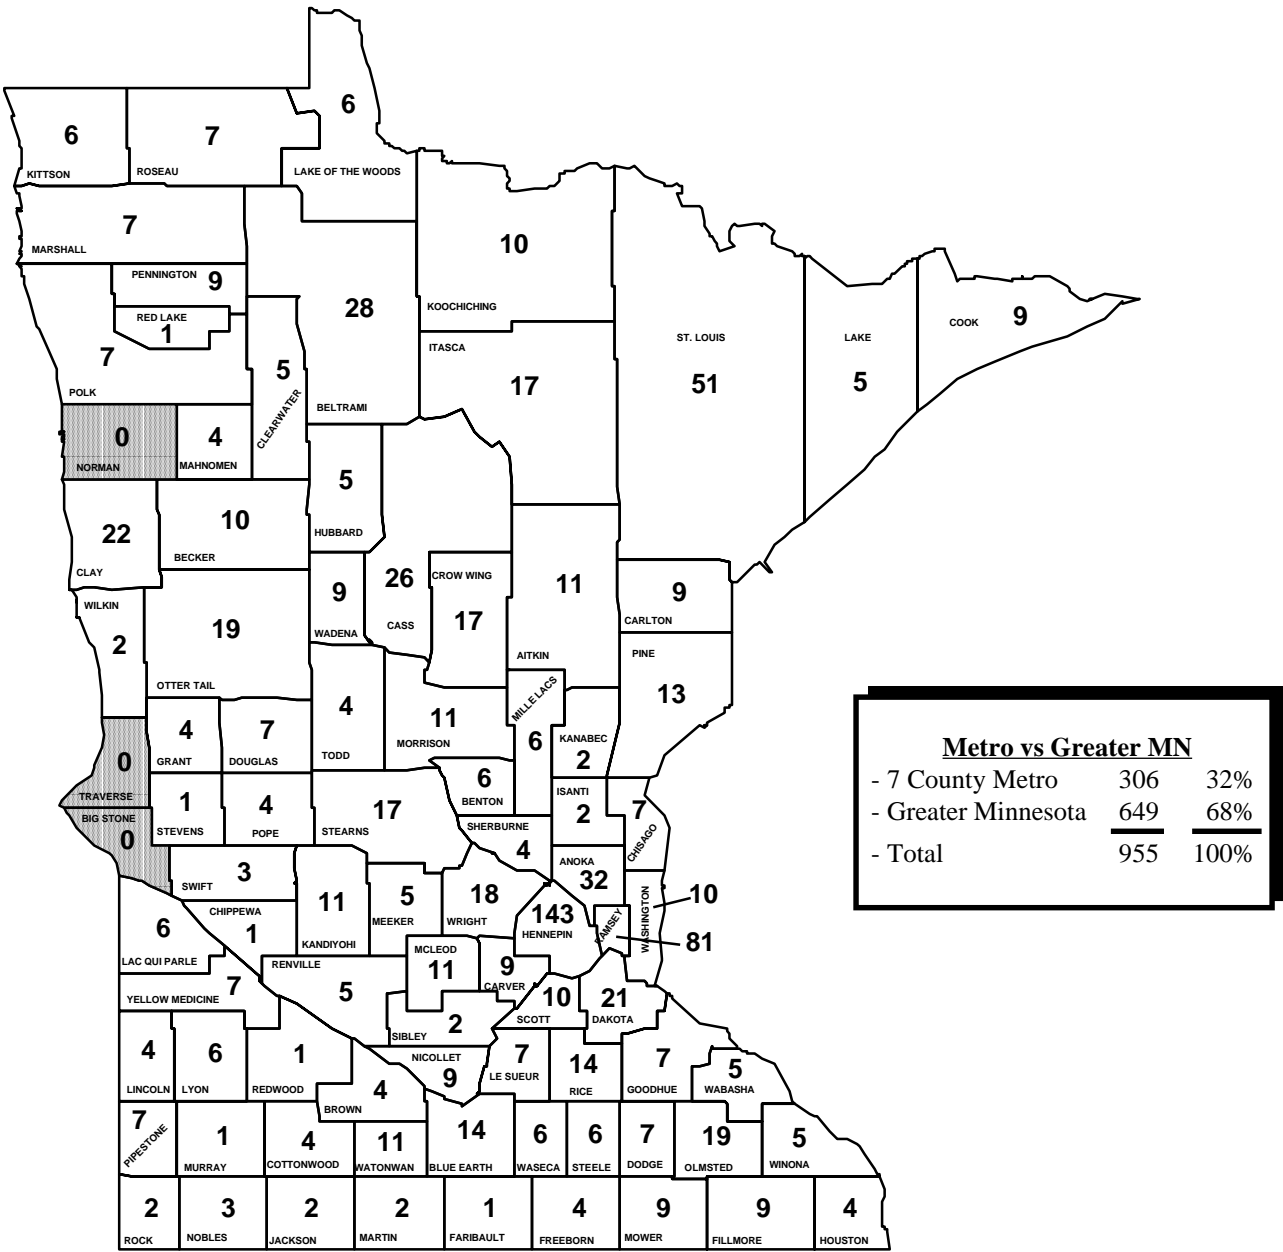 6
LAKE OF THE WOODS
6
KITTSON
7
ROSEAU
7
MARSHALL
PENNINGTON 9
RED LAKE
1
7
POLK
28
BELTRAMI
10
KOOCHICHING
ITASCA
17
ST. LOUIS
51
LAKE
5
COOK 9
5
CLEARWATER
0
NORMAN
4
MAHNOMEN
5
HUBBARD
22
CLAY
10
BECKER
26
CASS
CROW WING
17
9
WADENA
11
AITKIN
9
CARLTON
PINE
13
WILKIN
2
19
OTTER TAIL
4
TODD
11
MORRISON
MILLE LACS
6
KANABEC
2
0
TRAVERSE
4
GRANT
7
DOUGLAS
6
BENTON
ISANTI
2
7
CHISAGO
BIG STONE
0
1
STEVENS
4
POPE
17
STEARNS
SHERBURNE
4
ANOKA
32
3
SWIFT
11
KANDIYOHI
5
MEEKER
18
WRIGHT
143
HENNEPIN
RAMSEY
81
WASHINGTON
10
6
LAC QUI PARLE
CHIPPEWA
1
RENVILLE
5
MCLEOD
11
9
CARVER
10
SCOTT
21
DAKOTA
7
YELLOW MEDICINE
2
SIBLEY
4
LINCOLN
6
LYON
1
REDWOOD
NICOLLET
9
7
LE SUEUR
14
RICE
7
GOODHUE
5
WABASHA
4
BROWN
7
PIPESTONE
1
MURRAY
4
COTTONWOOD
11
WATONWAN
14
BLUE EARTH
6
WASECA
6
STEELE
7
DODGE
19
OLMSTED
5
WINONA
2
ROCK
3
NOBLES
2
JACKSON
2
MARTIN
1
FARIBAULT
4
FREEBORN
9
MOWER
9
FILLMORE
4
HOUSTON
Metro vs Greater MN
- 7 County Metro 306 32%
- Greater Minnesota 649 68%
- Total 955 100%